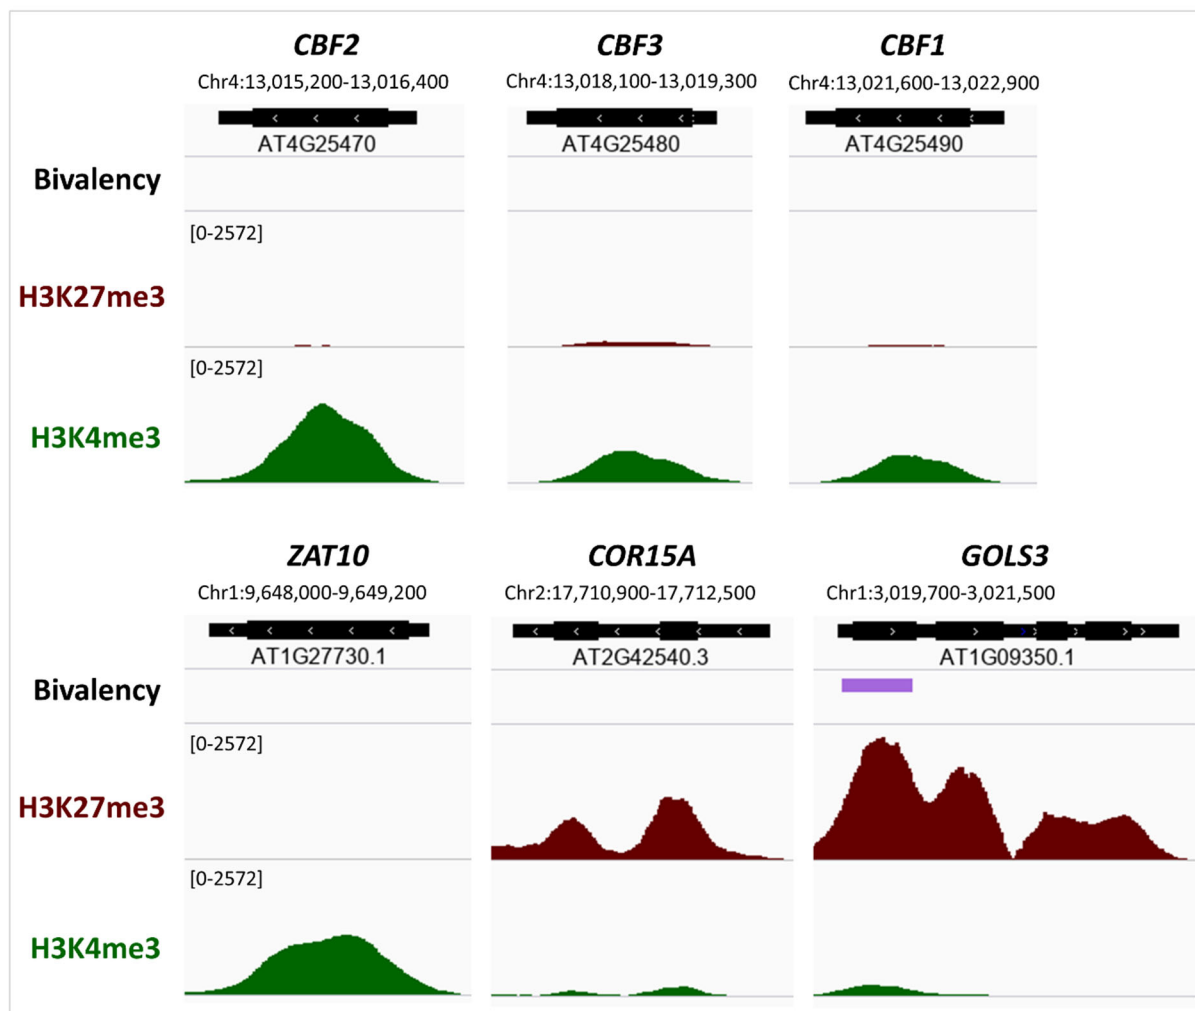 CBF2 CBF3 CBF1
Chr4:13,015,200-13,016,400 Chr4:13,018,100-13,019,300 Chr4:13,021,600-13,022,900
AT4G25470 AT4G25480 AT4G25490
Bivalency
[0-2572]
H3K27me3
[0-2572]
H3K4me3
ZAT10 COR15A GOLS3
Chr1:9,648,000-9,649,200 Chr2:17,710,900-17,712,500 Chr1:3,019,700-3,021,500
AT1G27730.1 AT2G42540.3 AT1G09350.1
Bivalency
[0-2572]
H3K27me3
[0-2572]
H3K4me3